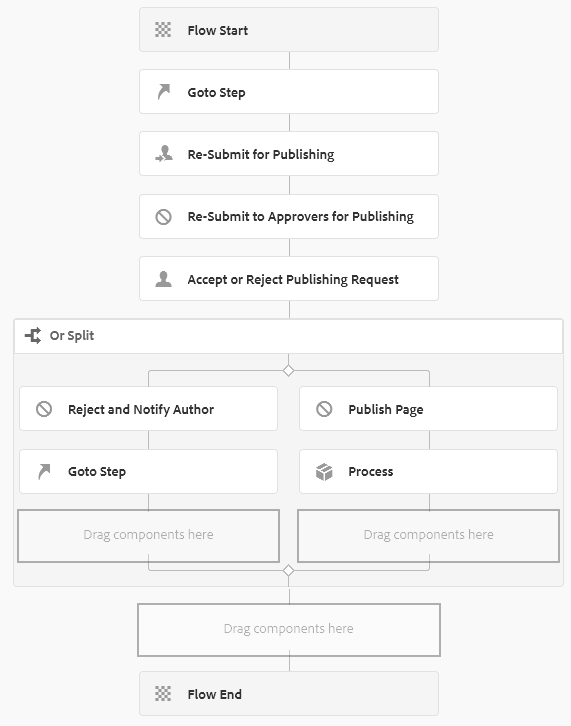 Flow Start
Goto Step
Re-Submit for Publishing
Re-Submit to Approvers for Publishing
Accept or Reject Publishing Request
Or Split
Reject and Notify Author
Publish Page
Goto Step
Process
Drag components here
Drag components here
Drag components here
Flow End